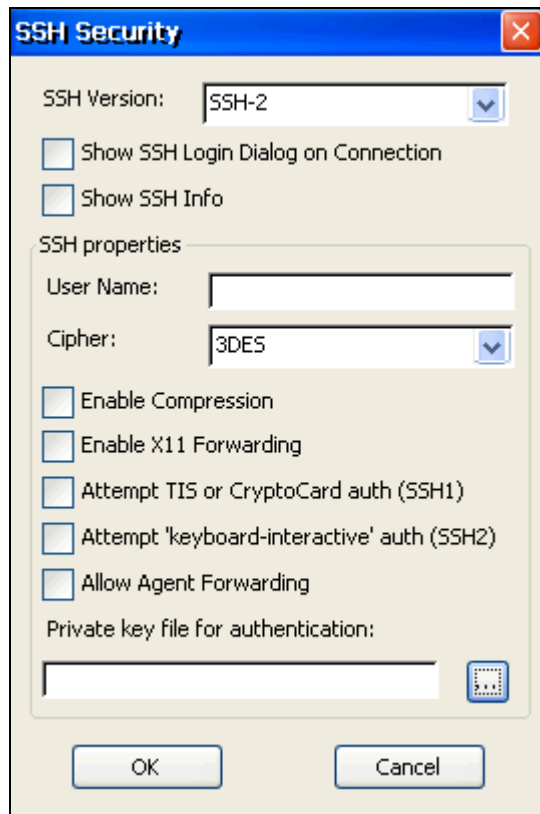 SSH Security
SSH Version: SSH-2
Show SSH Login Dialog on Connection
Show SSH Info
SSH properties
User Name:
Cipher: 3DES
Enable Compression
Enable X11 Forwarding
Attempt TIS or CryptoCard auth (SSH1)
Attempt 'keyboard-interactive' auth (SSH2)
Allow Agent Forwarding
Private key file for authentication:
...
OK Cancel